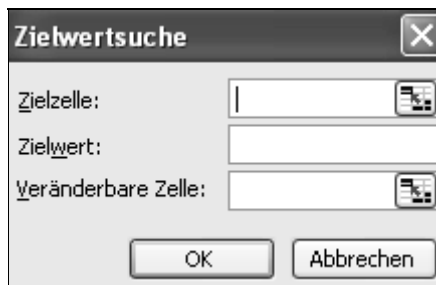 Zielwertsuche
Zielzelle:
Zielwert:
Veränderbare Zelle:
OK
Abbrechen